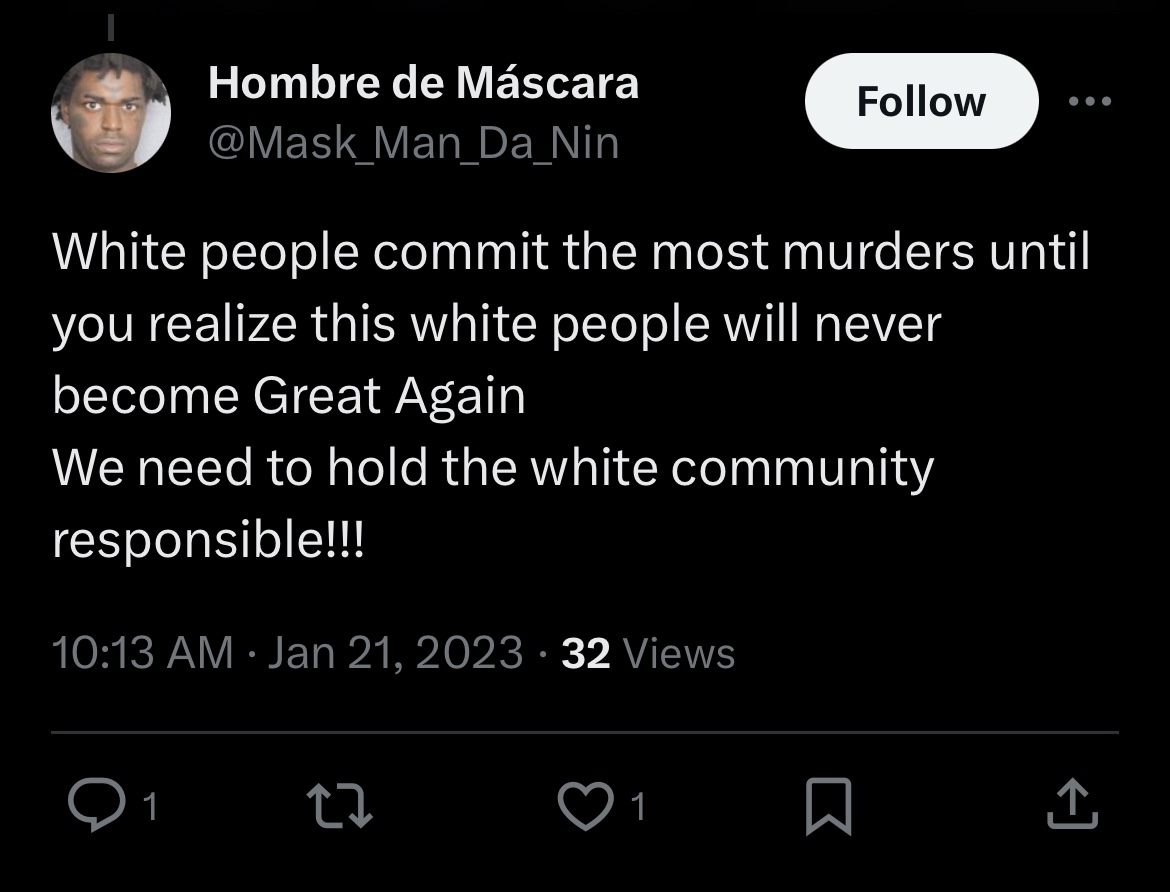 Hombre de Máscara
Follow
@Mask_Man_Da_Nin
White people commit the most murders until
you realize this white people will never
become Great Again
We need to hold the white community
responsible!!!
10:13 AM · Jan 21, 2023 · 32 Views
1
1